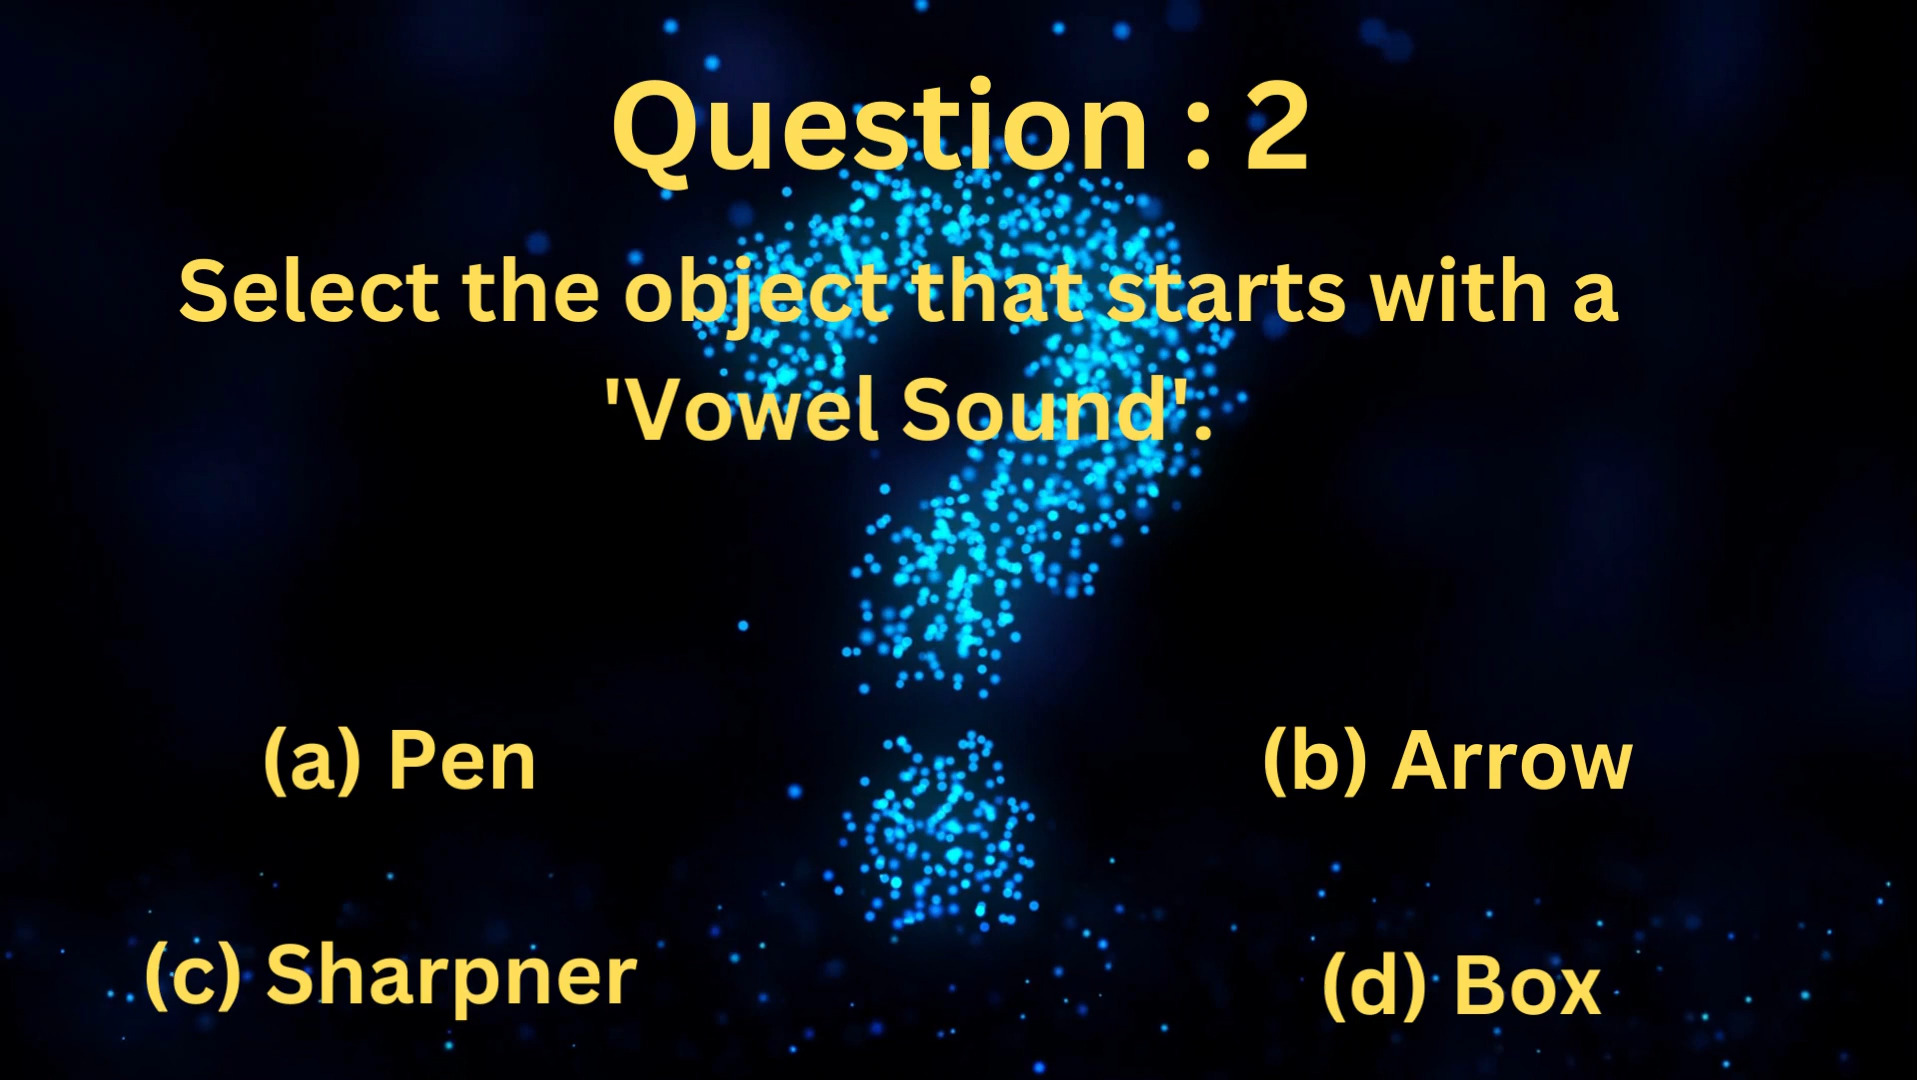 Question : 2
Select the object that starts with a
'Vowel Sound'.
(a) Pen
(b) Arrow
(c) Sharpner
(d) Box